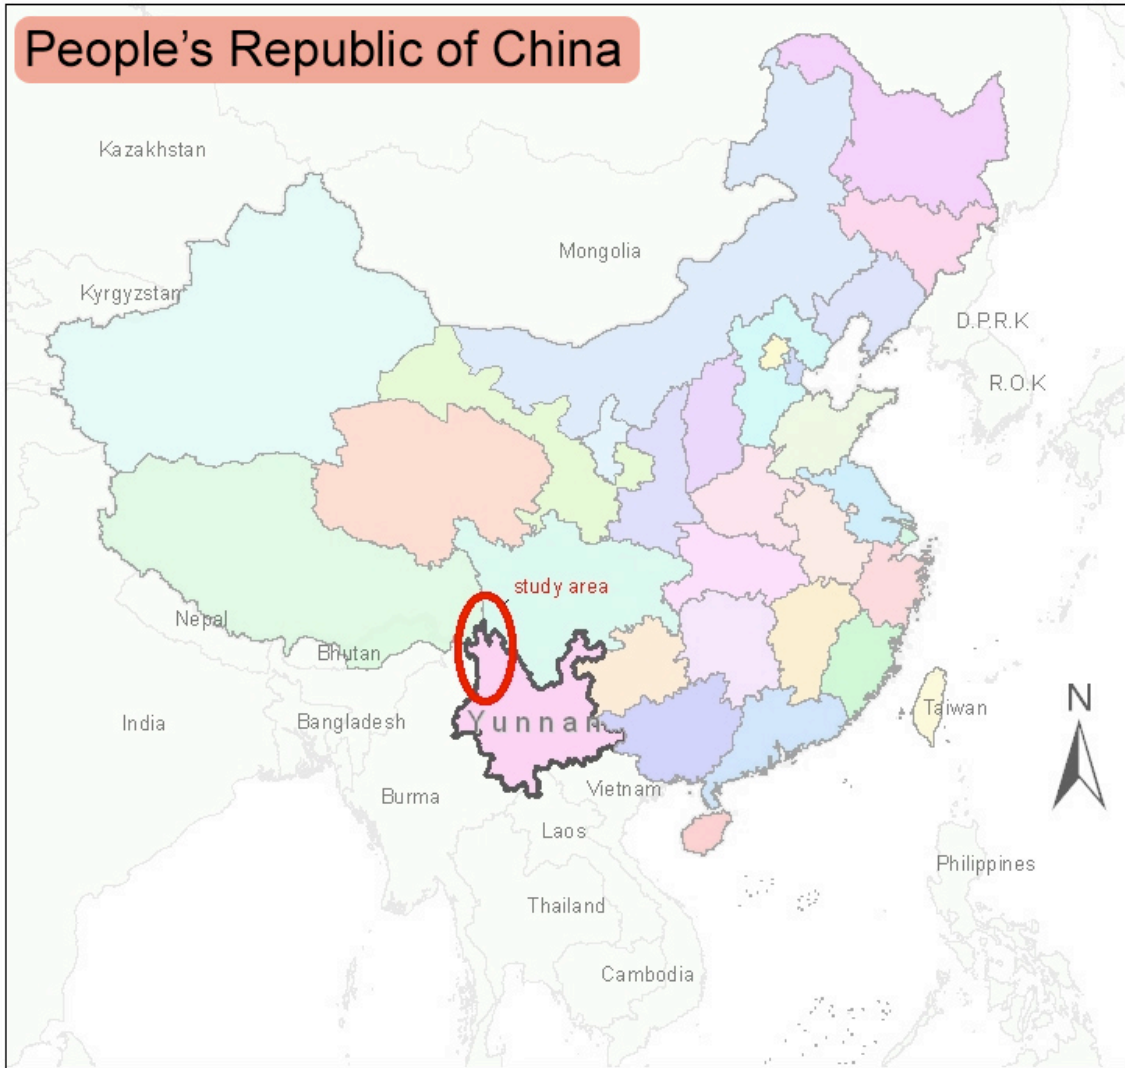 People's Republic of China
Kazakhstan
Mongolia
Kyrgyzstan
D.P.R.K
R.O.K
study area
Nepal
Bhutan
India
Bangladesh
Yunnan
Taiwan
N
Burma
Vietnam
Laos
Philippines
Thailand
Cambodia